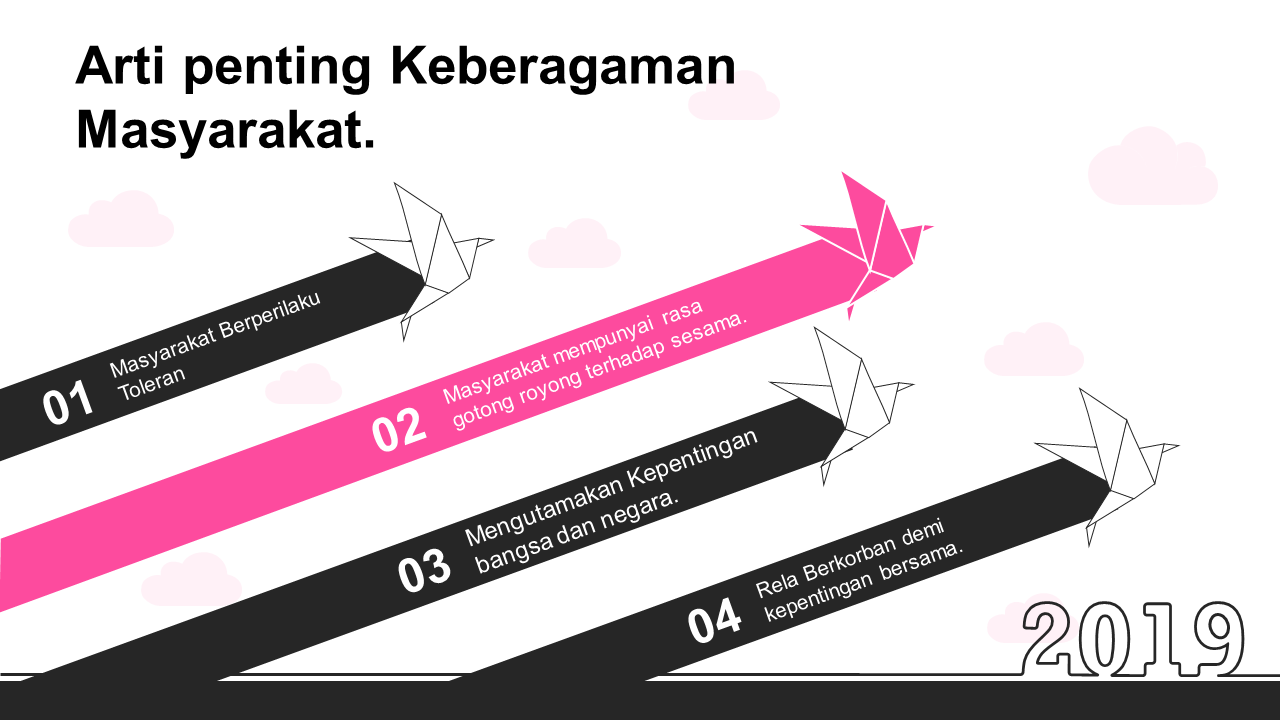 Arti penting Keberagaman
Masyarakat.
01
Masyarakat Berperilaku
Toleran
02
Masyarakat mempunyai rasa
gotong royong terhadap sesama.
03
Mengutamakan Kepentingan
bangsa dan negara.
04
Rela Berkorban demi
kepentingan bersama.
2019